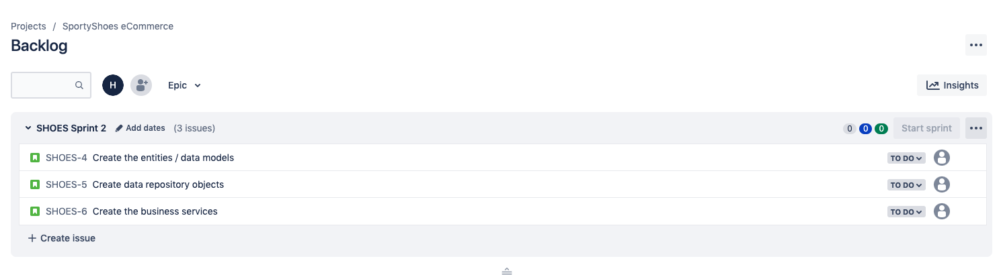 Projects / SportyShoes eCommerce
Backlog
H Epic Insights
SHOES Sprint 2 Add dates (3 issues) 0 0 0 Start sprint
SHOES-4 Create the entities / data models TO DO
SHOES-5 Create data repository objects TO DO
SHOES-6 Create the business services TO DO
+ Create issue